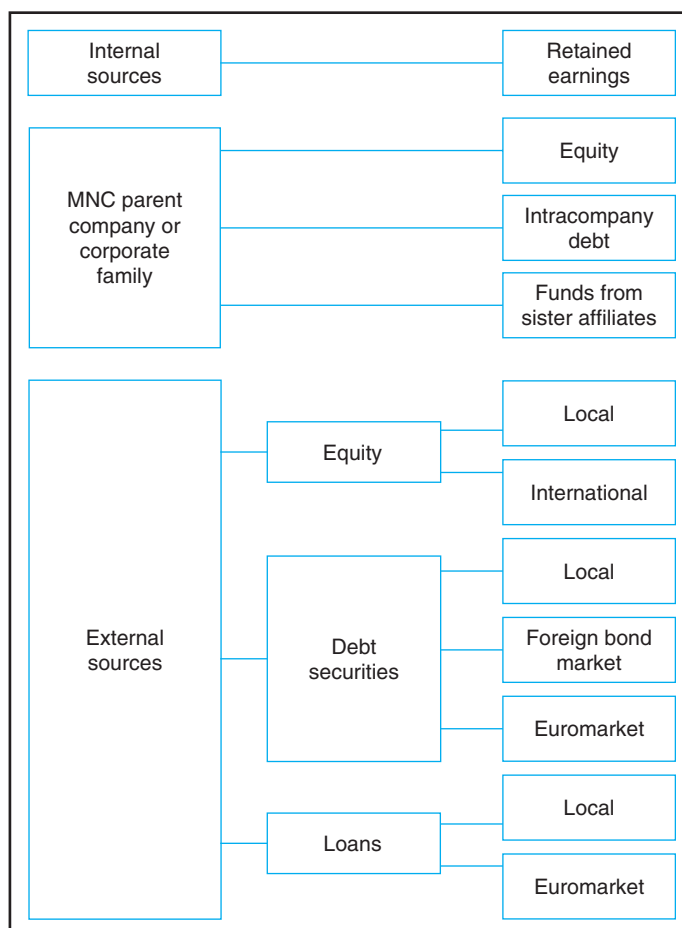 Internal
sources
Retained
earnings
MNC parent
company or
corporate
family
Equity
Intracompany
debt
Funds from
sister affiliates
External
sources
Equity
Local
International
Debt
securities
Local
Foreign bond
market
Euromarket
Loans
Local
Euromarket